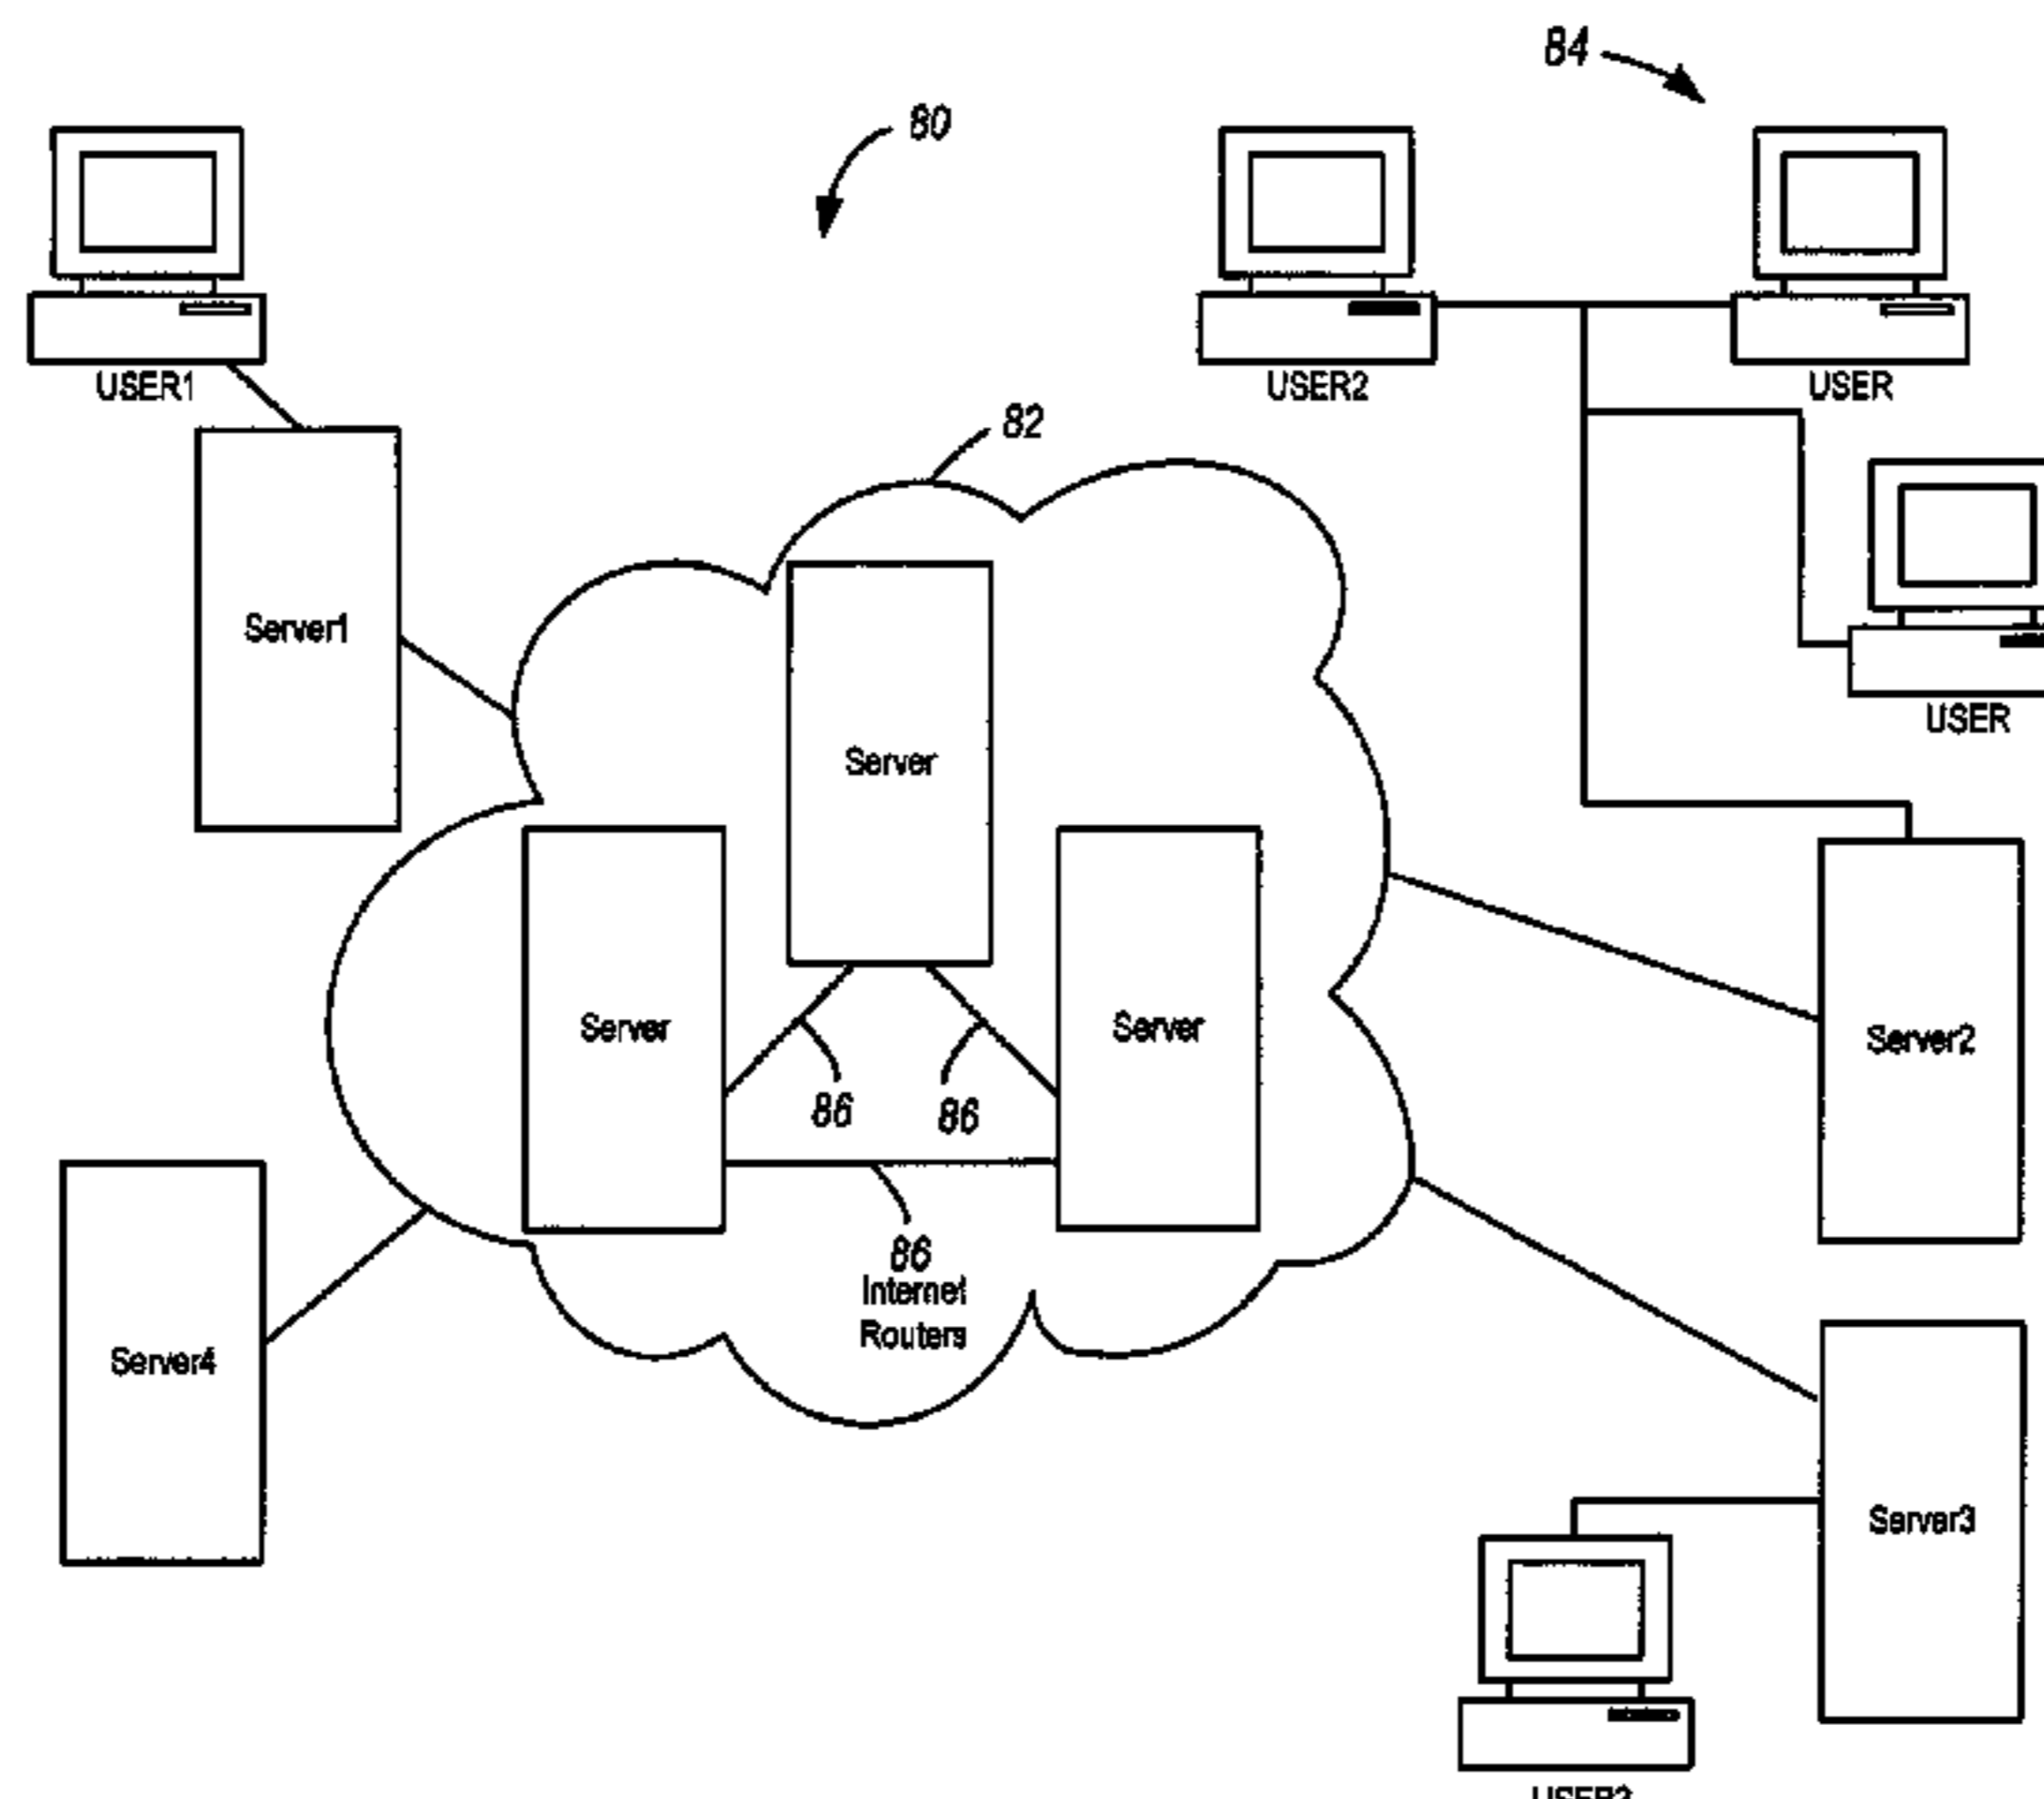 84
80
USER1
USER2
USER
82
Server1
USER
Server
Server
Server
Server2
86
86
86
Internet
Routers
Server4
Server3